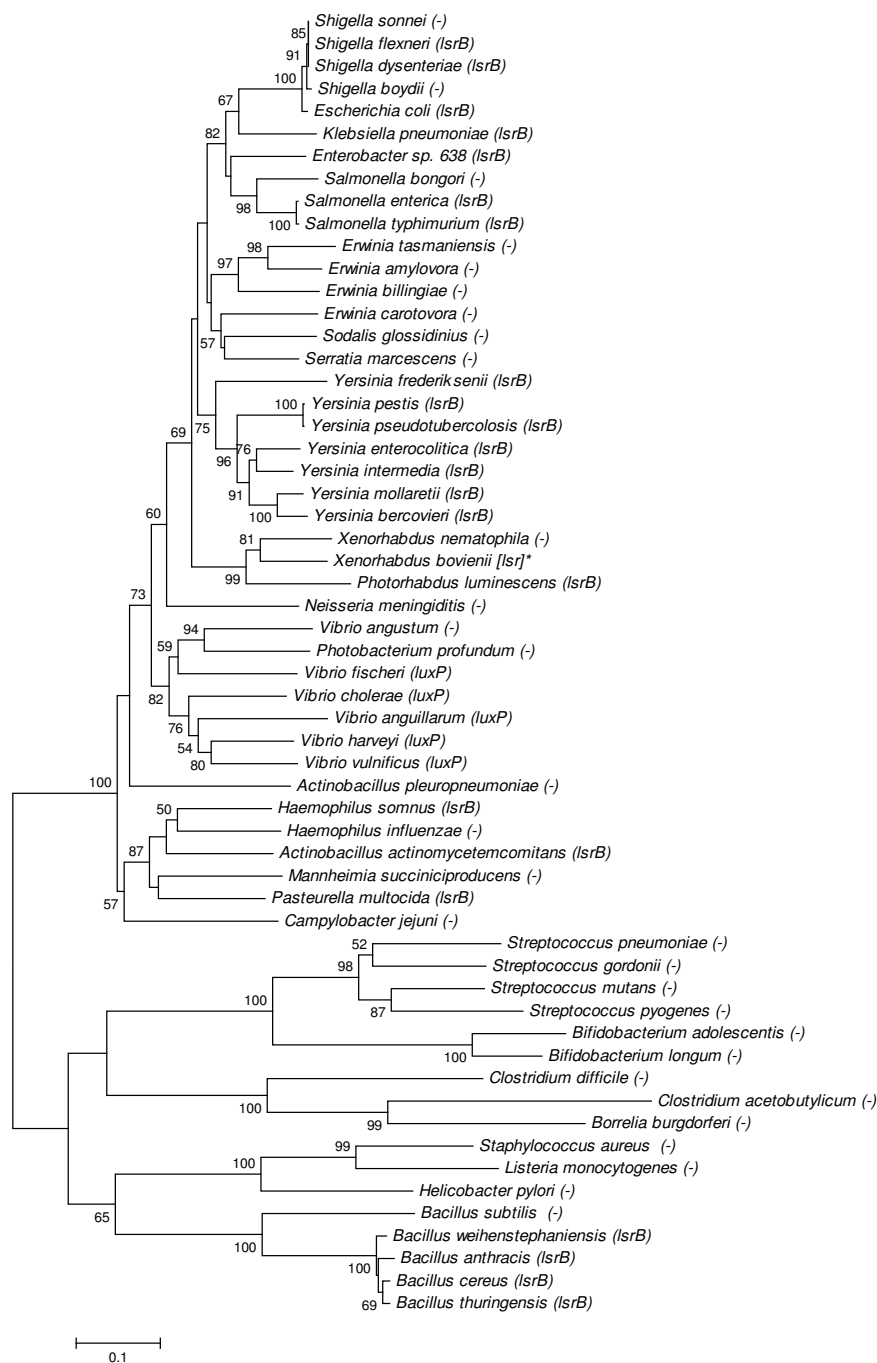 Shigella sonnei (-)
85
Shigella flexneri (lsrB)
91
Shigella dysenteriae (lsrB)
100
Shigella boydii (-)
67
Escherichia coli (lsrB)
82
Klebsiella pneumoniae (lsrB)
Enterobacter sp. 638 (lsrB)
Salmonella bongori (-)
98
Salmonella enterica (lsrB)
100
Salmonella typhimurium (lsrB)
98
Erwinia tasmaniensis (-)
97
Erwinia amylovora (-)
Erwinia billingiae (-)
Erwinia carotovora (-)
57
Sodalis glossidinius (-)
Serratia marcescens (-)
Yersinia frederiksenii (lsrB)
100
Yersinia pestis (lsrB)
69
75
Yersinia pseudotubercolosis (lsrB)
76
Yersinia enterocolitica (lsrB)
96
Yersinia intermedia (lsrB)
91
Yersinia mollaretii (lsrB)
60
100
Yersinia bercovieri (lsrB)
81
Xenorhabdus nematophila (-)
Xenorhabdus bovienii [lsr]*
99
Photorhabdus luminescens (lsrB)
73
Neisseria meningiditis (-)
94
Vibrio angustum (-)
59
Photobacterium profundum (-)
Vibrio fischeri (luxP)
82
Vibrio cholerae (luxP)
76
Vibrio anguillarum (luxP)
54
Vibrio harveyi (luxP)
80
Vibrio vulnificus (luxP)
100
Actinobacillus pleuropneumoniae (-)
50
Haemophilus somnus (lsrB)
Haemophilus influenzae (-)
87
Actinobacillus actinomycetemcomitans (lsrB)
Mannheimia succiniciproducens (-)
57
Pasteurella multocida (lsrB)
Campylobacter jejuni (-)
52
Streptococcus pneumoniae (-)
98
Streptococcus gordonii (-)
Streptococcus mutans (-)
100
87
Streptococcus pyogenes (-)
Bifidobacterium adolescentis (-)
100
Bifidobacterium longum (-)
Clostridium difficile (-)
100
Clostridium acetobutylicum (-)
99
Borrelia burgdorferi (-)
99
Staphylococcus aureus (-)
100
Listeria monocytogenes (-)
Helicobacter pylori (-)
65
Bacillus subtilis (-)
100
Bacillus weihenstephaniensis (lsrB)
Bacillus anthracis (lsrB)
100
Bacillus cereus (lsrB)
69
Bacillus thuringensis (lsrB)
0.1